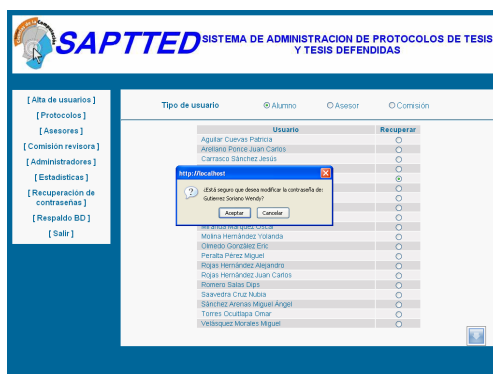 SAPTTED
SISTEMA DE ADMINISTRACION DE PROTOCOLOS DE TESIS
Y TESIS DEFENDIDAS
[ Alta de usuarios ]
[ Protocolos ]
[ Asesores ]
[ Comisión revisora ]
[ Administradores ]
[ Estadísticas ]
[ Recuperación de
contraseñas ]
[ Respaldo BD ]
[ Salir ]
Tipo de usuario Alumno Asesor Comisión
Usuario Recuperar
Aguilar Cuevas Patricia
Arellano Ponce Juan Carlos
Carrasco Sánchez Jesús
http://localhost
¿Está seguro que desea modificar la contraseña de:
Gutierrez Soriano Wendy?
Aceptar Cancelar
Miranda Márquez Oscar
Molina Hernández Yolanda
Olmedo González Eric
Peralta Pérez Miguel
Rojas Hernández Alejandro
Rojas Hernández Juan Carlos
Romero Salas Dips
Saavedra Cruz Nubia
Sánchez Arenas Miguel Ángel
Torres Ocuitlapa Omar
Velásquez Morales Miguel